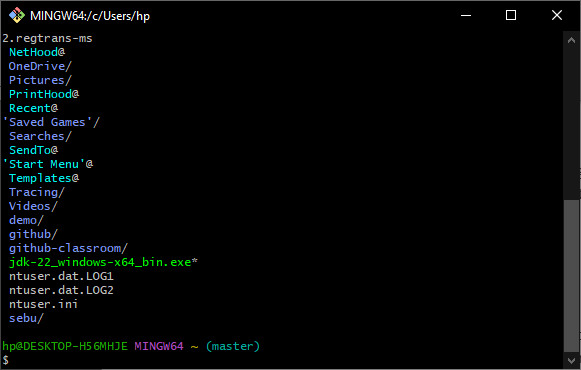 MINGW64:/c/Users/hp
2.regtrans-ms
NetHood@
OneDrive/
Pictures/
PrintHood@
Recent@
'Saved Games'/
Searches/
SendTo@
'Start Menu'@
Templates@
Tracing/
Videos/
demo/
github/
github-classroom/
jdk-22_windows-x64_bin.exe*
ntuser.dat.LOG1
ntuser.dat.LOG2
ntuser.ini
sebu/
hp@DESKTOP-H56MHJE MINGW64 ~ (master)
$